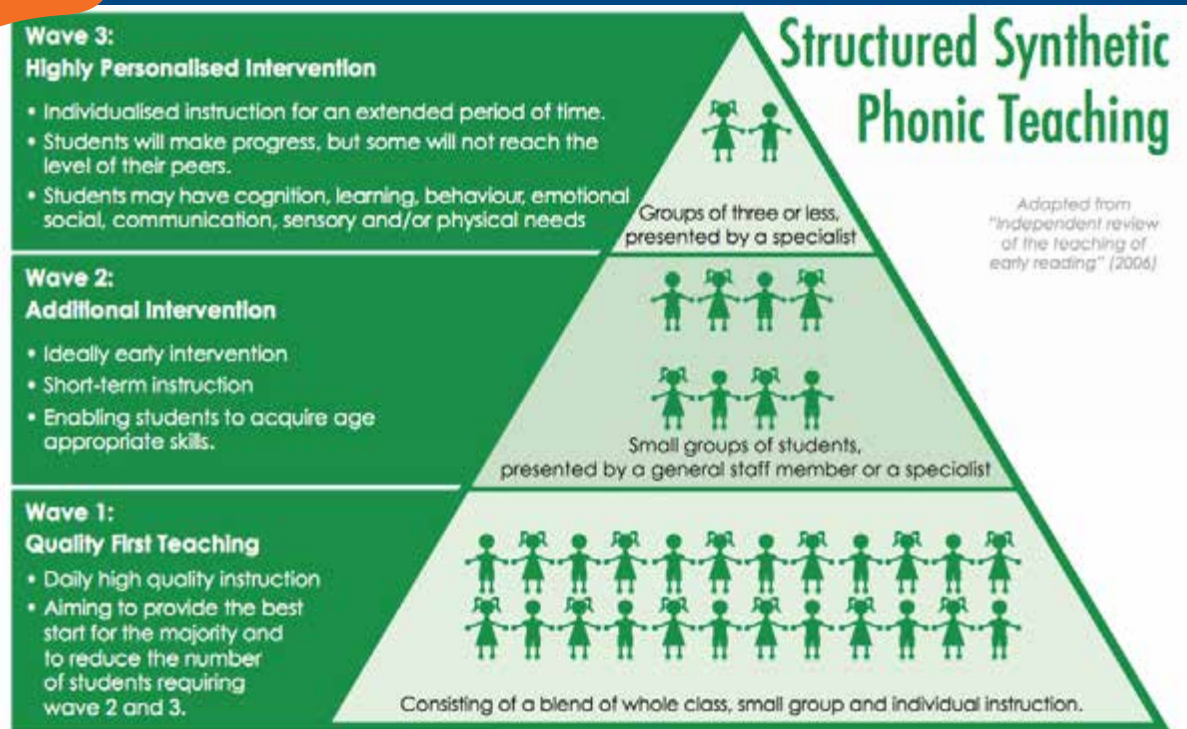 Structured Synthetic
Phonic Teaching
Adapted from
"Independent review
of the teaching of
early reading" (2006)
Wave 3:
Highly Personalised Intervention
• Individualised instruction for an extended period of time.
• Students will make progress, but some will not reach the
level of their peers.
• Students may have cognition, learning, behaviour, emotional
social, communication, sensory and/or physical needs
Groups of three or less,
presented by a specialist
Wave 2:
Additional Intervention
• Ideally early intervention
• Short-term instruction
• Enabling students to acquire age
appropriate skills.
Small groups of students,
presented by a general staff member or a specialist
Wave 1:
Quality First Teaching
• Daily high quality instruction
• Aiming to provide the best
start for the majority and
to reduce the number
of students requiring
wave 2 and 3.
Consisting of a blend of whole class, small group and individual instruction.